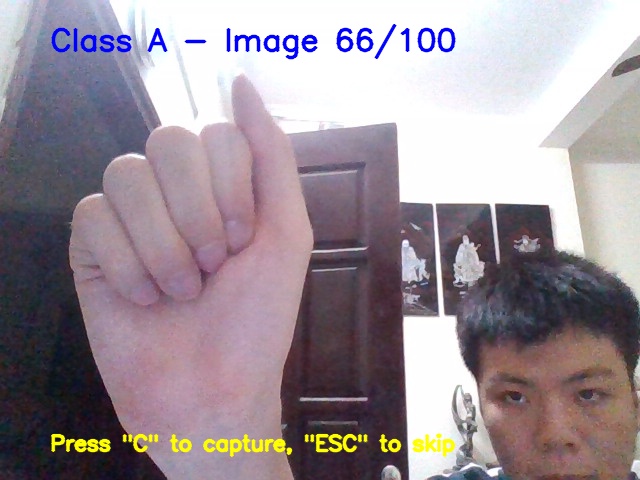 Class A - Image 66/100
Press "C" to capture, "ESC" to skip